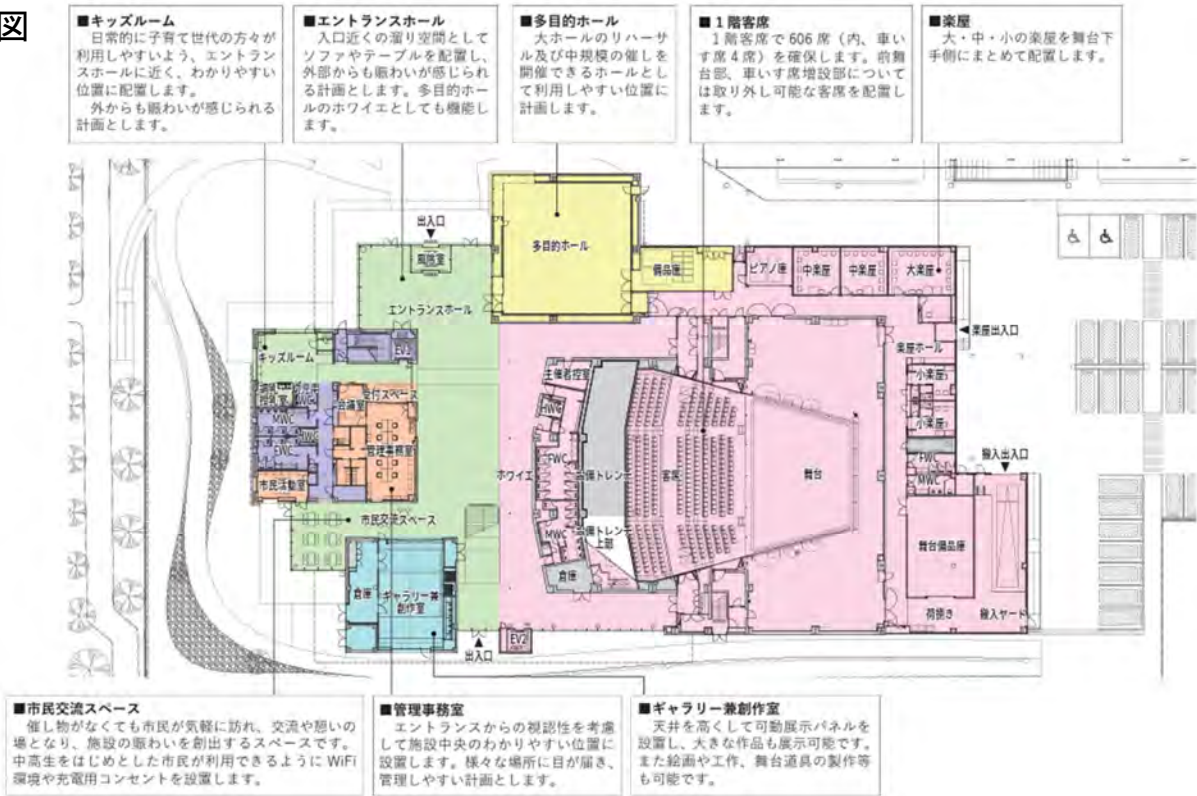 図
■キッズルーム
日常的に子育て世代の方々が
利用しやすいよう、エントラン
スホールに近く、わかりやすい
位置に配置します。
外からも賑わいが感じられる
計画とします。
■エントランスホール
入口近くの溜り空間として
ソファやテーブルを配置し、
外部からも賑わいが感じられ
る計画とします。多目的ホー
ルのホワイエとしても機能し
ます。
■多目的ホール
大ホールのリハーサ
ル及び中規模の催しを
開催できるホールとし
て利用しやすい位置に
計画します。
■1階客席
1階客席で606席（内、車い
す席4席）を確保します。前舞
台部、車いす席増設部について
は取り外し可能な客席を配置し
ます。
■楽屋
大・中・小の楽屋を舞台下
手側にまとめて配置します。
出入口
風除室
多目的ホール
備品庫
ピアノ庫
中楽屋
中楽屋
大楽屋
エントランスホール
楽屋出入口
キッズルーム
EV1
楽屋ホール
主催者控室
小楽屋
受付スペース
会議室
MWC
HWC
小楽屋
管理事務室
FWC
FWC
ホワイエ
設備トレンチ
客席
舞台
FWC
MWC
搬入出入口
市民活動室
市民交流スペース
MWC
設備トレンチ
上部
舞台備品庫
倉庫
倉庫
ギャラリー兼
創作室
荷捌き
搬入ヤード
出入口
EV2
■市民交流スペース
催し物がなくても市民が気軽に訪れ、交流や憩いの
場となり、施設の賑わいを創出するスペースです。
中高生をはじめとした市民が利用できるようにWiFi
環境や充電用コンセントを設置します。
■管理事務室
エントランスからの視認性を考慮
して施設中央のわかりやすい位置に
設置します。様々な場所に目が届き、
管理しやすい計画とします。
■ギャラリー兼創作室
天井を高くして可動展示パネルを
設置し、大きな作品も展示可能です。
また絵画や工作、舞台道具の製作等
も可能です。